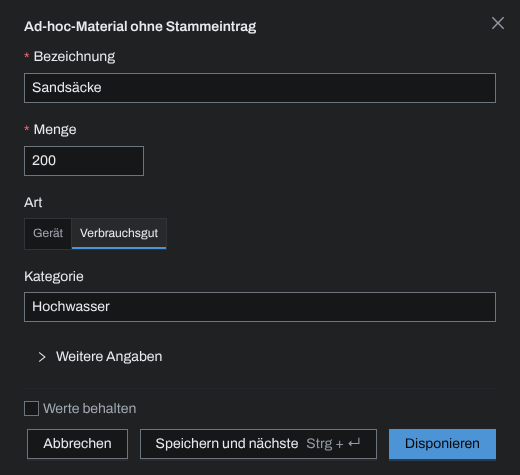 Ad-hoc-Material ohne Stammeintrag
* Bezeichnung
Sandsäcke
* Menge
200
Art
Gerät Verbrauchsgut
Kategorie
Hochwasser
Weitere Angaben
Werte behalten
Abbrechen Speichern und nächste Strg + ↵ Disponieren